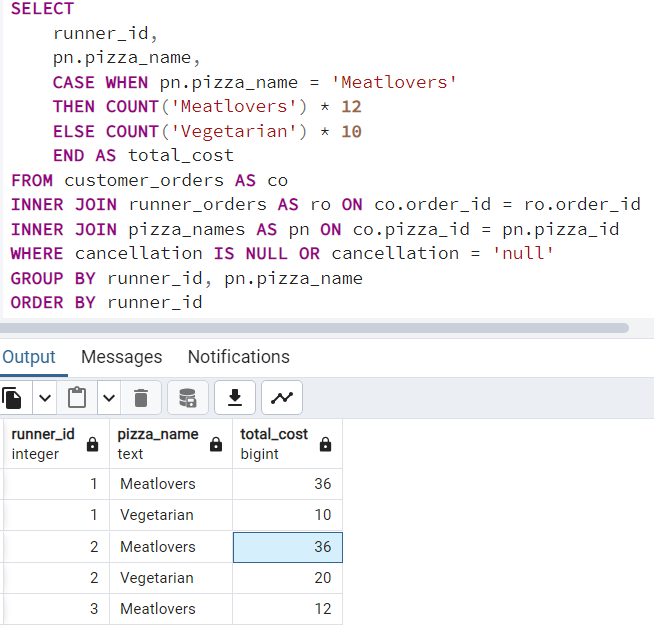 SELECT
runner_id,
pn.pizza_name,
CASE WHEN pn.pizza_name = 'Meatlovers'
THEN COUNT('Meatlovers') * 12
ELSE COUNT('Vegetarian') * 10
END AS total_cost
FROM customer_orders AS co
INNER JOIN runner_orders AS ro ON co.order_id = ro.order_id
INNER JOIN pizza_names AS pn ON co.pizza_id = pn.pizza_id
WHERE cancellation IS NULL OR cancellation = 'null'
GROUP BY runner_id, pn.pizza_name
ORDER BY runner_id
Output Messages Notifications
runner_id pizza_name total_cost
integer text bigint
1 Meatlovers 36
1 Vegetarian 10
2 Meatlovers 36
2 Vegetarian 20
3 Meatlovers 12